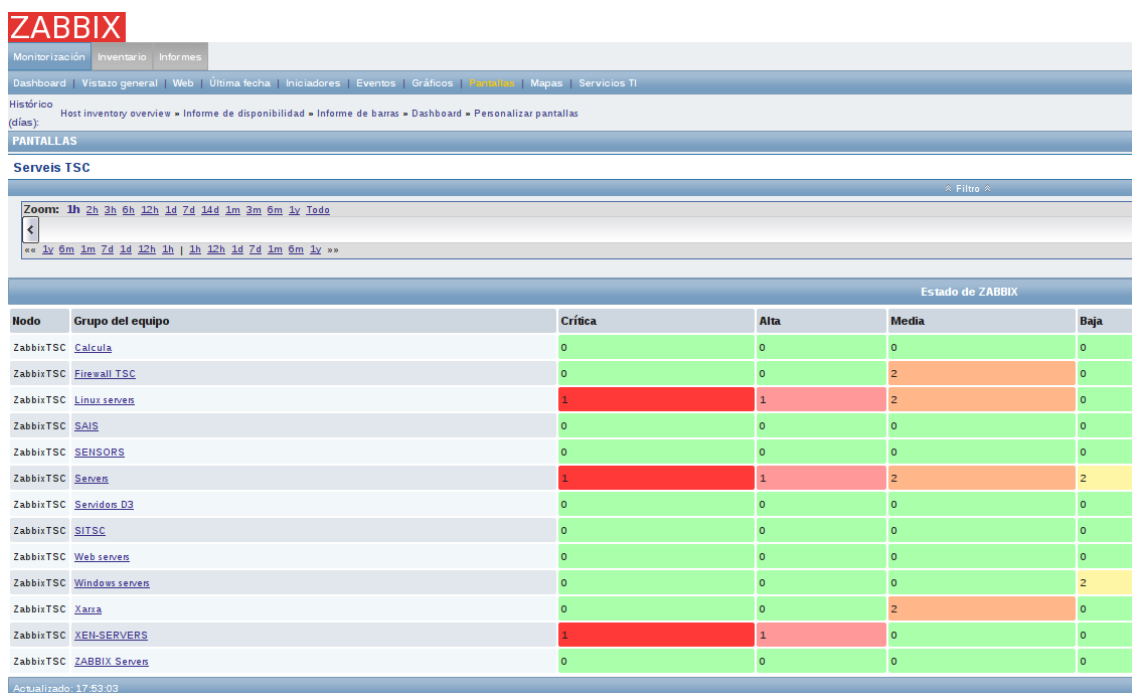 ZABBIX
Monitorización Inventario Informes
Dashboard | Vistazo general | Web | Última fecha | Iniciadores | Eventos | Gráficos | Pantallas | Mapas | Servicios TI
Histórico (días): Host inventory overview » Informe de disponibilidad » Informe de barras » Dashboard » Personalizar pantallas
PANTALLAS
Serveis TSC
Filtro
Zoom: 1h 2h 3h 6h 12h 1d 7d 14d 1m 3m 6m 1y Todo
«« 1y 6m 1m 7d 1d 12h 1h | 1h 12h 1d 7d 1m 6m 1y »»
Estado de ZABBIX
Nodo Grupo del equipo Crítica Alta Media Baja
ZabbixTSC Calcula 0 0 0 0
ZabbixTSC Firewall TSC 0 0 2 0
ZabbixTSC Linux servers 1 1 2 0
ZabbixTSC SAIS 0 0 0 0
ZabbixTSC SENSORS 0 0 0 0
ZabbixTSC Servers 1 1 2 2
ZabbixTSC Servidors D3 0 0 0 0
ZabbixTSC SITSC 0 0 0 0
ZabbixTSC Web servers 0 0 0 0
ZabbixTSC Windows servers 0 0 0 2
ZabbixTSC Xarxa 0 0 2 0
ZabbixTSC XEN-SERVERS 1 1 0 0
ZabbixTSC ZABBIX Servers 0 0 0 0
Actualizado: 17:53:03